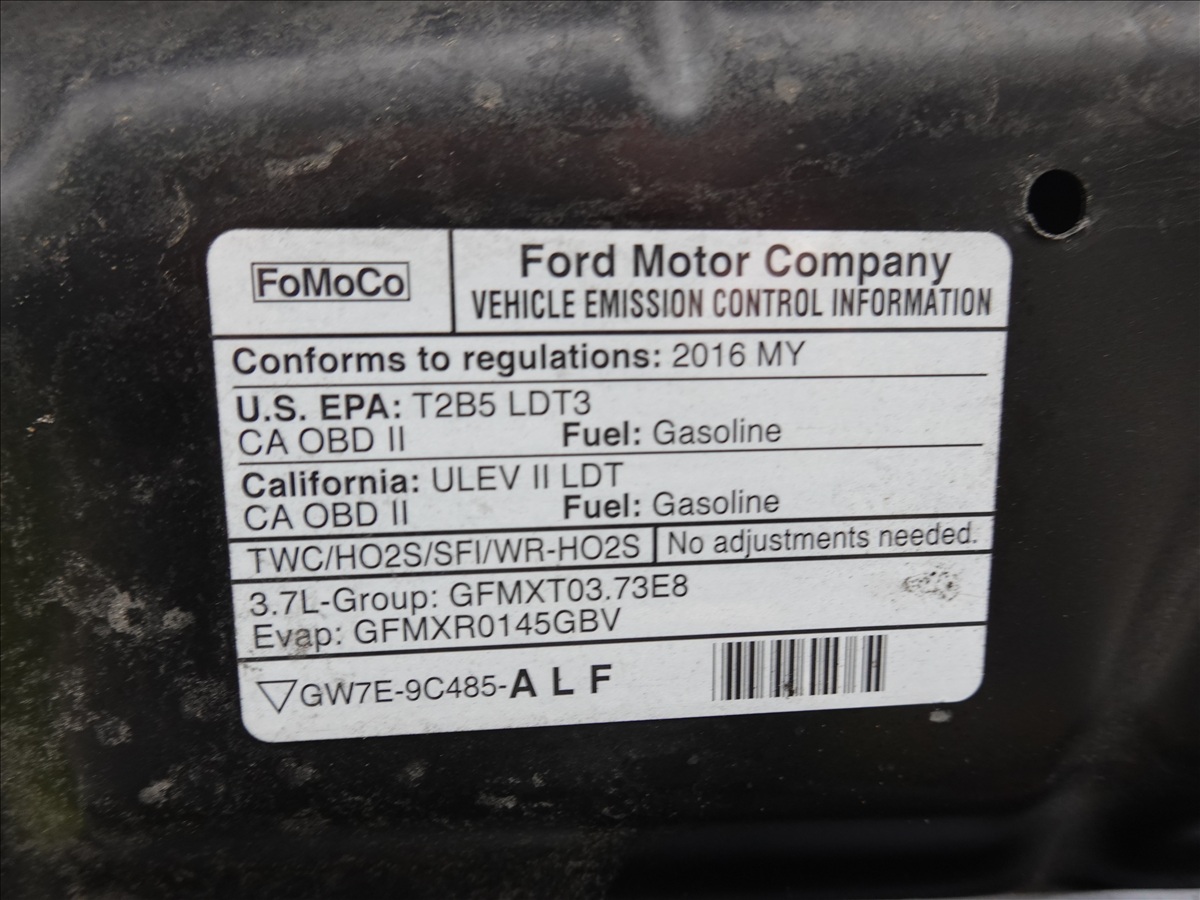 FoMoCo
Ford Motor Company
VEHICLE EMISSION CONTROL INFORMATION
Conforms to regulations: 2016 MY
U.S. EPA: T2B5 LDT3
CA OBD II Fuel: Gasoline
California: ULEV II LDT
CA OBD II Fuel: Gasoline
TWC/HO2S/SFI/WR-HO2S No adjustments needed.
3.7L-Group: GFMXT03.73E8
Evap: GFMXR0145GBV
GW7E-9C485-A L F